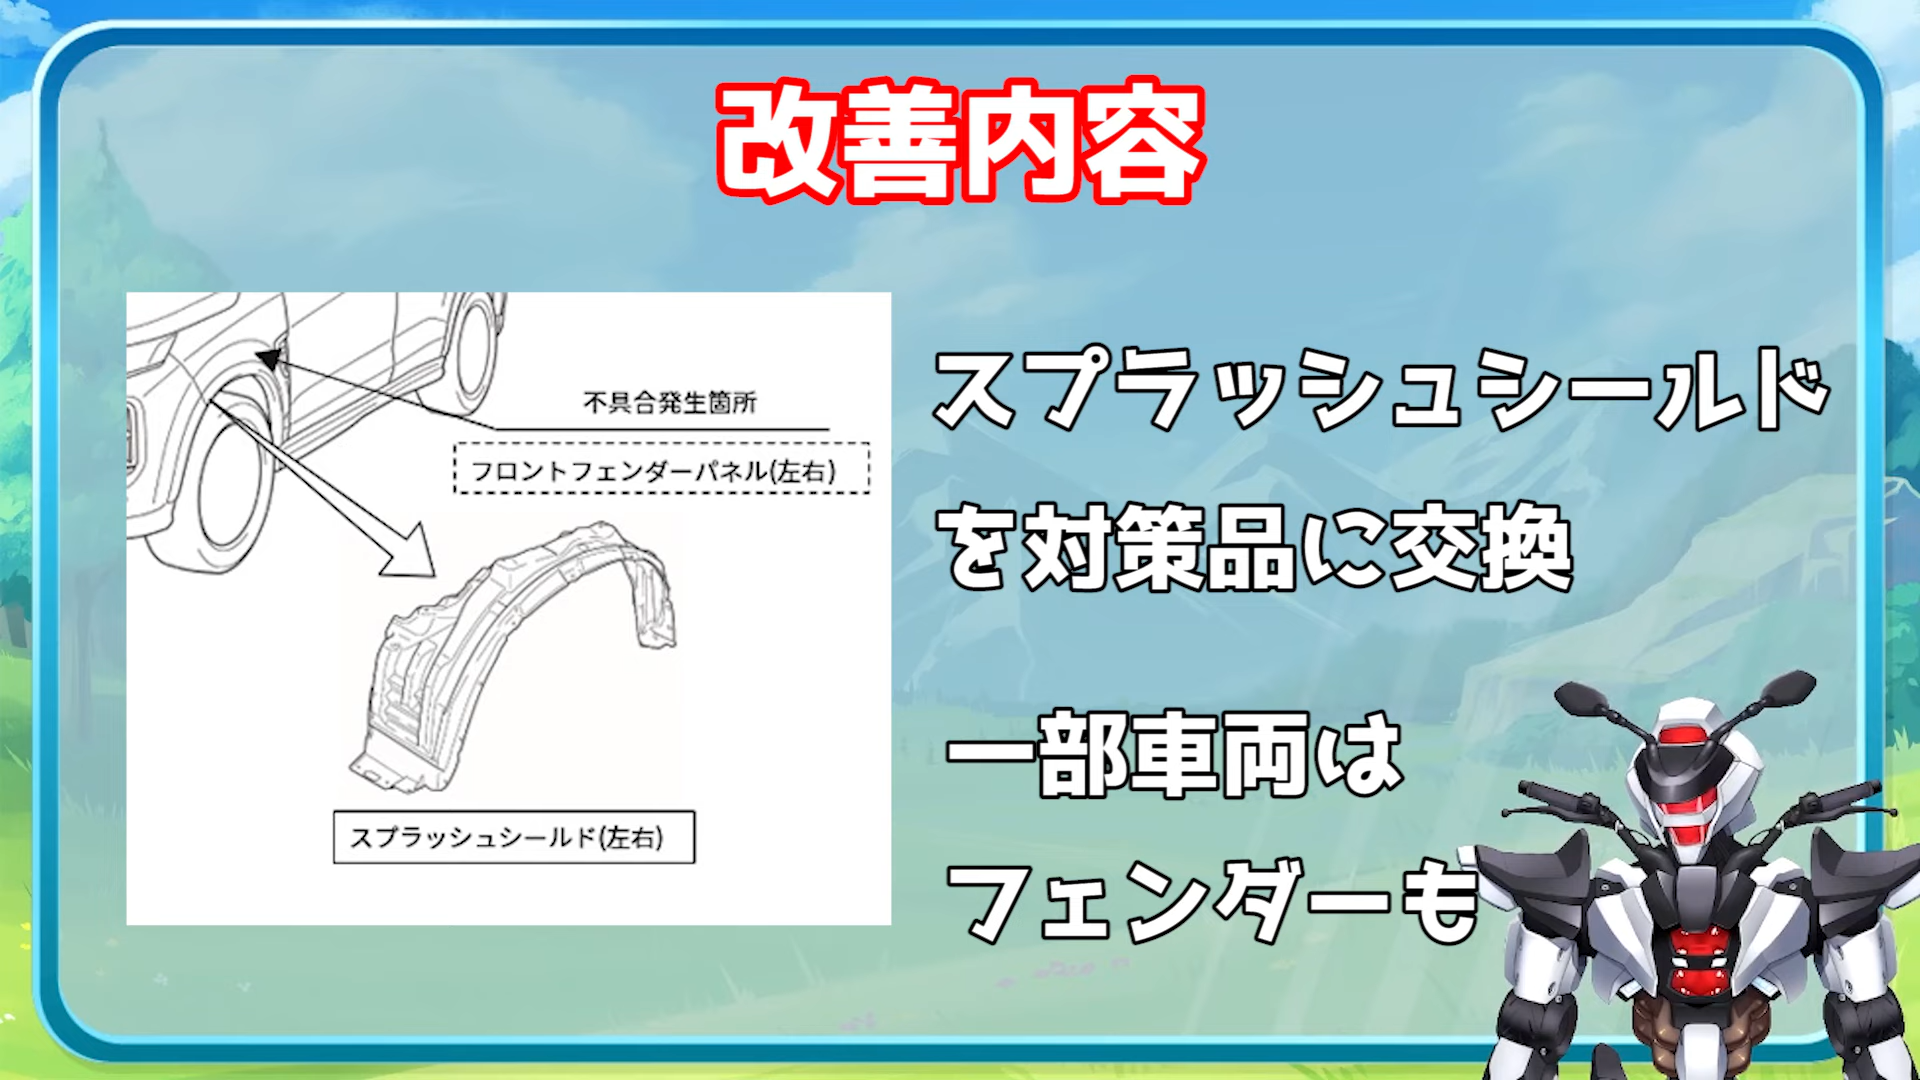 改善内容
不具合発生箇所
フロントフェンダーパネル(左右)
スプラッシュシールド(左右)
スプラッシュシールド
を対策品に交換
一部車両は
フェンダーも